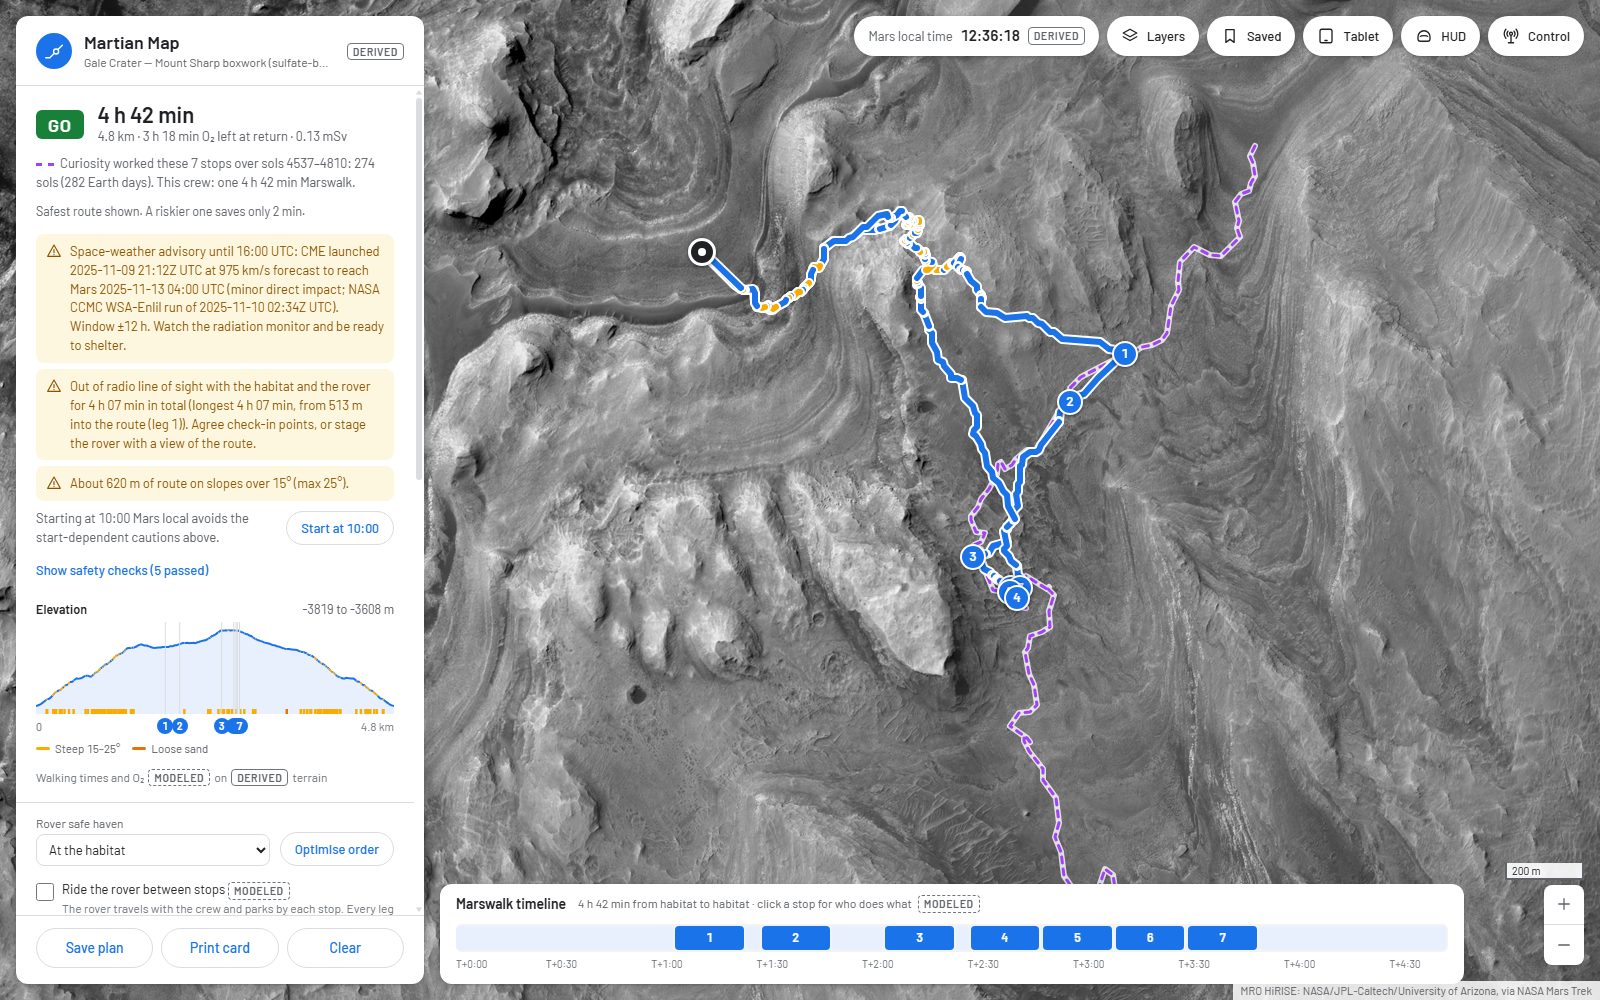 Martian Map
Gale Crater — Mount Sharp boxwork (sulfate-b...
DERIVED
Mars local time 12:36:18 DERIVED
Layers
Saved
Tablet
HUD
Control
GO
4 h 42 min
4.8 km · 3 h 18 min O₂ left at return · 0.13 mSv
Curiosity worked these 7 stops over sols 4537–4810: 274
sols (282 Earth days). This crew: one 4 h 42 min Marswalk.
Safest route shown. A riskier one saves only 2 min.
Space-weather advisory until 16:00 UTC: CME launched
2025-11-09 21:12Z UTC at 975 km/s forecast to reach
Mars 2025-11-13 04:00 UTC (minor direct impact; NASA
CCMC WSA-Enlil run of 2025-11-10 02:34Z UTC).
Window ±12 h. Watch the radiation monitor and be ready
to shelter.
Out of radio line of sight with the habitat and the rover
for 4 h 07 min in total (longest 4 h 07 min, from 513 m
into the route (leg 1)). Agree check-in points, or stage
the rover with a view of the route.
About 620 m of route on slopes over 15° (max 25°).
Starting at 10:00 Mars local avoids the
start-dependent cautions above.
Start at 10:00
Show safety checks (5 passed)
Elevation
-3819 to -3608 m
1 2 3 7
0
4.8 km
Steep 15–25°
Loose sand
Walking times and O₂ MODELED on DERIVED terrain
Rover safe haven
At the habitat
Optimise order
Ride the rover between stops MODELED
The rover travels with the crew and parks by each stop. Every leg
Save plan
Print card
Clear
1
2
3
4
200 m
+
−
Marswalk timeline
4 h 42 min from habitat to habitat · click a stop for who does what MODELED
1 2 3 4 5 6 7
T+0:00 T+0:30 T+1:00 T+1:30 T+2:00 T+2:30 T+3:00 T+3:30 T+4:00 T+4:30
MRO HiRISE: NASA/JPL-Caltech/University of Arizona, via NASA Mars Trek